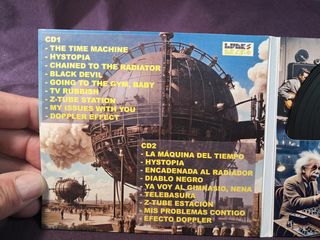 CD1
- THE TIME MACHINE
- HYSTOPIA
- CHAINED TO THE RADIATOR
- BLACK DEVIL
- GOING TO THE GYM, BABY
- TV RUBBISH
- Z-TUBE STATION
- MY ISSUES WITH YOU
- DOPPLER EFFECT
CD2
- LA MÁQUINA DEL TIEMPO
- HYSTOPIA
- ENCADENADA AL RADIADOR
- DIABLO NEGRO
- YA VOY AL GIMNASIO, NENA
- TELEBASURA
- Z-TUBE ESTACIÓN
- MIS PROBLEMAS CONTIGO
- EFECTO DOPPLER